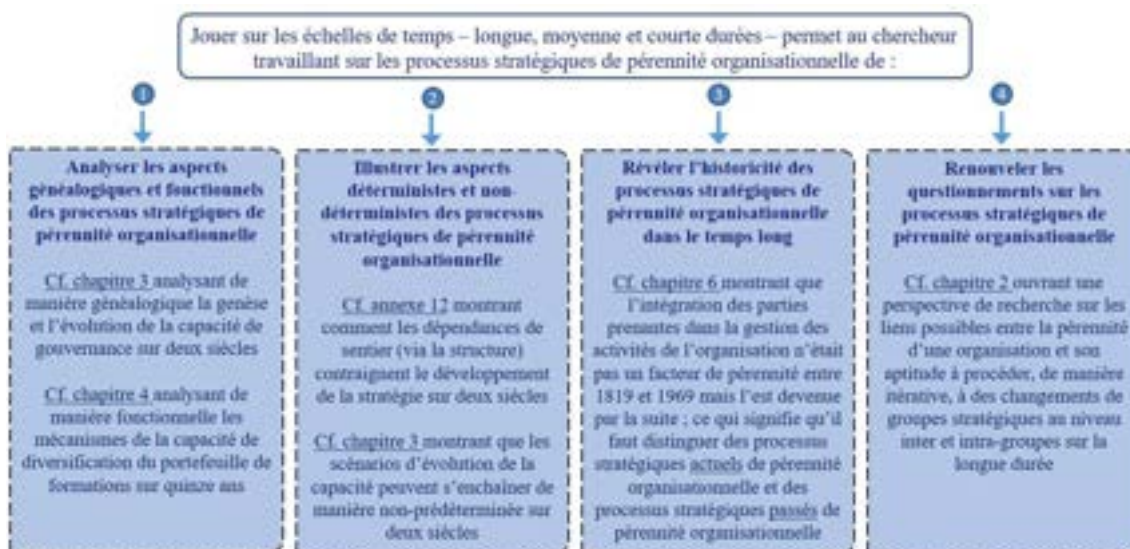 Jouer sur les échelles de temps – longue, moyenne et courte durées – permet au chercheur
travaillant sur les processus stratégiques de pérennité organisationnelle de :
1
2
3
4
Analyser les aspects
généalogiques et fonctionnels
des processus stratégiques de
pérennité organisationnelle
Cf. chapitre 3 analysant de
manière généalogique la genèse
et l'évolution de la capacité de
gouvernance sur deux siècles
Cf. chapitre 4 analysant de
manière fonctionnelle les
mécanismes de la capacité de
diversification du portefeuille de
formations sur quinze ans
Illustrer les aspects
déterministes et non-
déterministes des processus
stratégiques de pérennité
organisationnelle
Cf. annexe 12 montrant
comment les dépendances de
sentier (via la structure)
contraignent le développement
de la stratégie sur deux siècles
Cf. chapitre 3 montrant que les
scénarios d'évolution de la
capacité peuvent s'enchaîner de
manière non-prédéterminée sur
deux siècles
Révéler l'historicité des
processus stratégiques de
pérennité organisationnelle
dans le temps long
Cf. chapitre 6 montrant que
l'intégration des parties
prenantes dans la gestion des
activités de l'organisation n'était
pas un facteur de pérennité entre
1819 et 1969 mais l'est devenue
par la suite ; ce qui signifie qu'il
faut distinguer des processus
stratégiques actuels de pérennité
organisationnelle et des
processus stratégiques passés de
pérennité organisationnelle
Renouveler les
questionnements sur les
processus stratégiques de
pérennité organisationnelle
Cf. chapitre 2 ouvrant une
perspective de recherche sur les
liens possibles entre la pérennité
d'une organisation et son
aptitude à procéder, de manière
itérative, à des changements de
groupes stratégiques au niveau
inter et intra-groupes sur la
longue durée